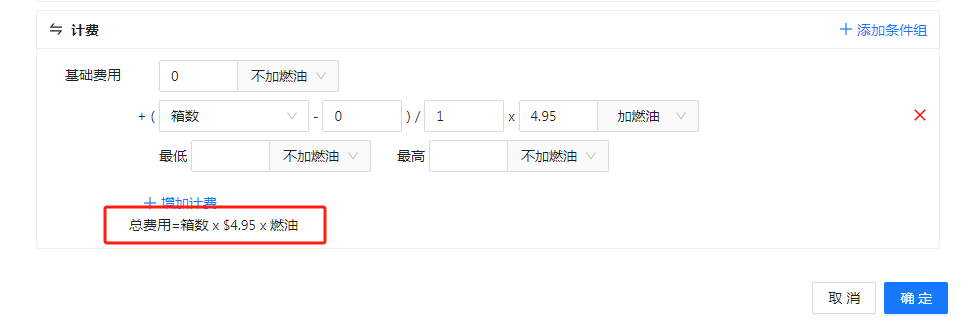 计费 添加条件组
基础费用 0 不加燃油
+ ( 箱数 - 0 ) / 1 x 4.95 加燃油
最低 不加燃油 最高 不加燃油
增加计费
总费用=箱数 x $4.95 x 燃油
取 消 确 定